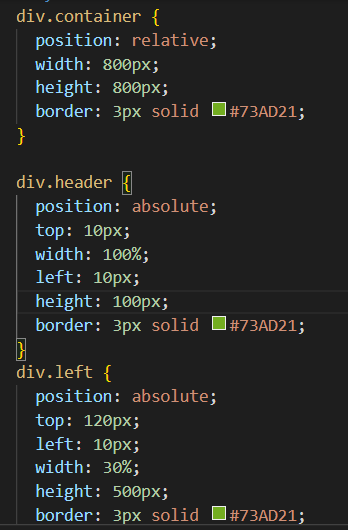 div.container {
  position: relative;
  width: 800px;
  height: 800px;
  border: 3px solid #73AD21;
}

div.header {
  position: absolute;
  top: 10px;
  width: 100%;
  left: 10px;
  height: 100px;
  border: 3px solid #73AD21;
}
div.left {
  position: absolute;
  top: 120px;
  left: 10px;
  width: 30%;
  height: 500px;
  border: 3px solid #73AD21;